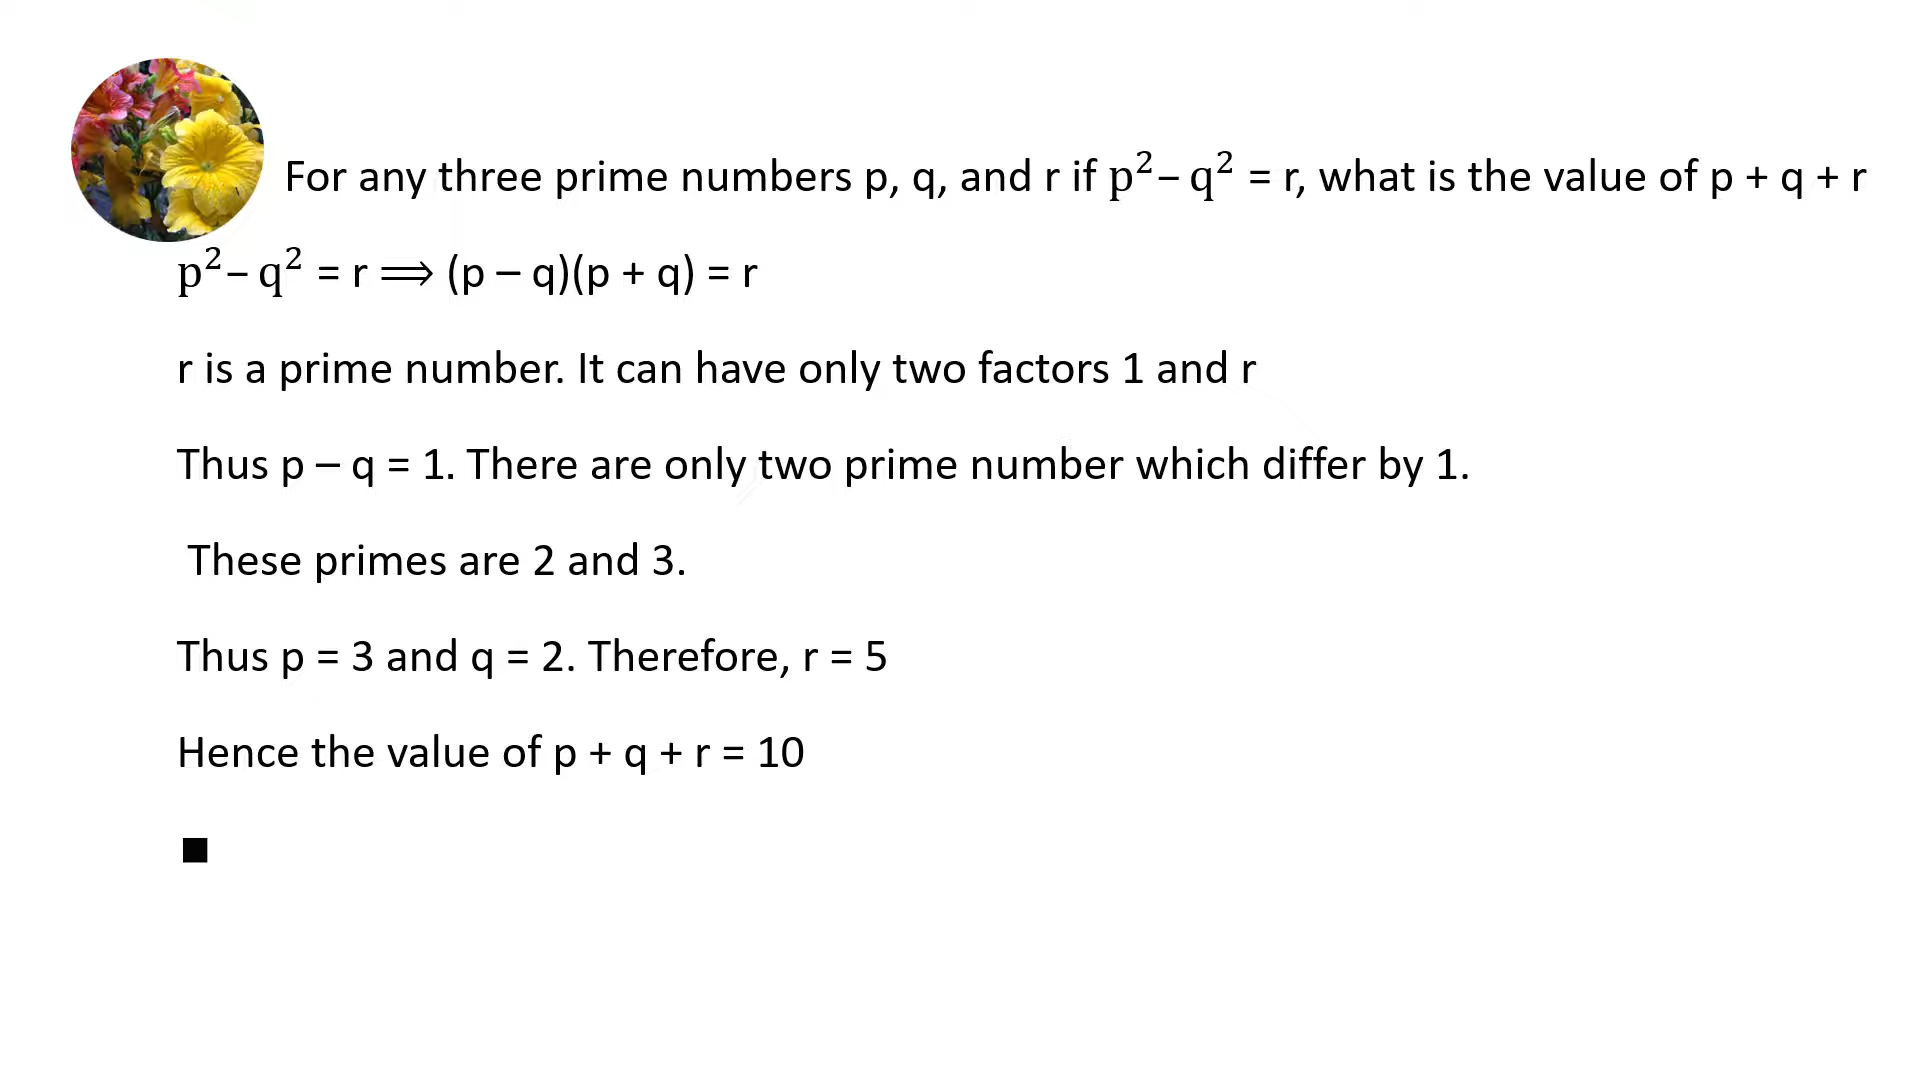 For any three prime numbers p, q, and r if p² – q² = r, what is the value of p + q + r
p² – q² = r ⟹ (p – q)(p + q) = r
r is a prime number. It can have only two factors 1 and r
Thus p – q = 1. There are only two prime number which differ by 1.
These primes are 2 and 3.
Thus p = 3 and q = 2. Therefore, r = 5
Hence the value of p + q + r = 10
■